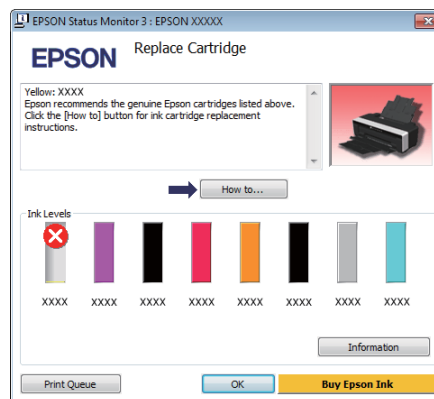 EPSON Status Monitor 3 : EPSON XXXXX
EPSON
Replace Cartridge
Yellow: XXXX
Epson recommends the genuine Epson cartridges listed above.
Click the [How to] button for ink cartridge replacement
instructions.
How to...
Ink Levels
XXXX XXXX XXXX XXXX XXXX XXXX XXXX XXXX
Information
Print Queue
OK
Buy Epson Ink